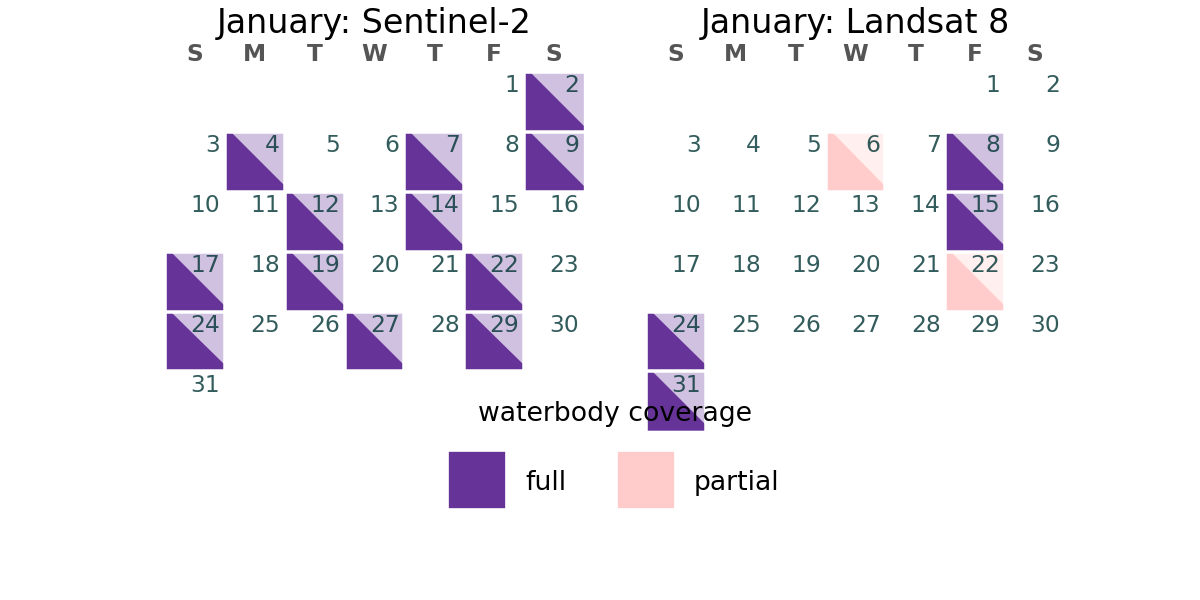 January: Sentinel-2
S M T W T F S
1 2
3 4 5 6 7 8 9
10 11 12 13 14 15 16
17 18 19 20 21 22 23
24 25 26 27 28 29 30
31
January: Landsat 8
S M T W T F S
1 2
3 4 5 6 7 8 9
10 11 12 13 14 15 16
17 18 19 20 21 22 23
24 25 26 27 28 29 30
31
waterbody coverage
full
partial